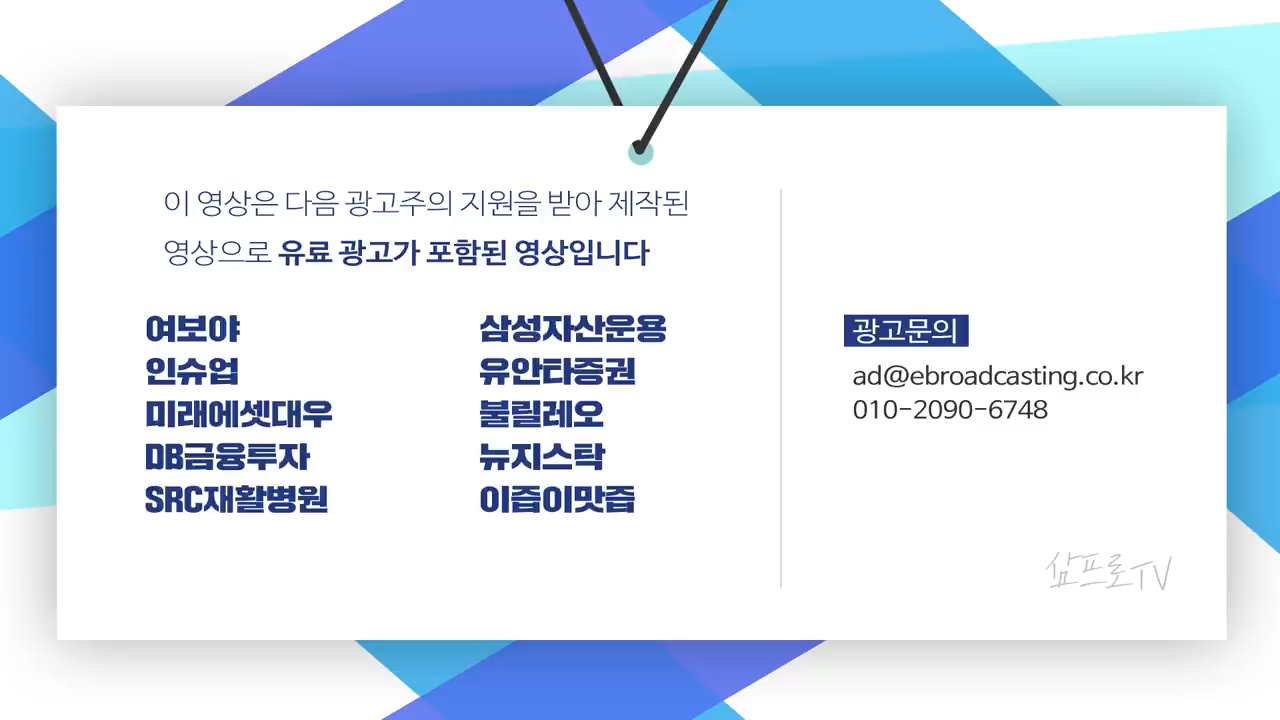 이 영상은 다음 광고주의 지원을 받아 제작된
영상으로 유료 광고가 포함된 영상입니다
여보야
인슈업
미래에셋대우
DB금융투자
SRC재활병원
삼성자산운용
유안타증권
불릴레오
뉴지스탁
이즙이맛즙
광고문의
ad@ebroadcasting.co.kr
010-2090-6748
삼프로TV